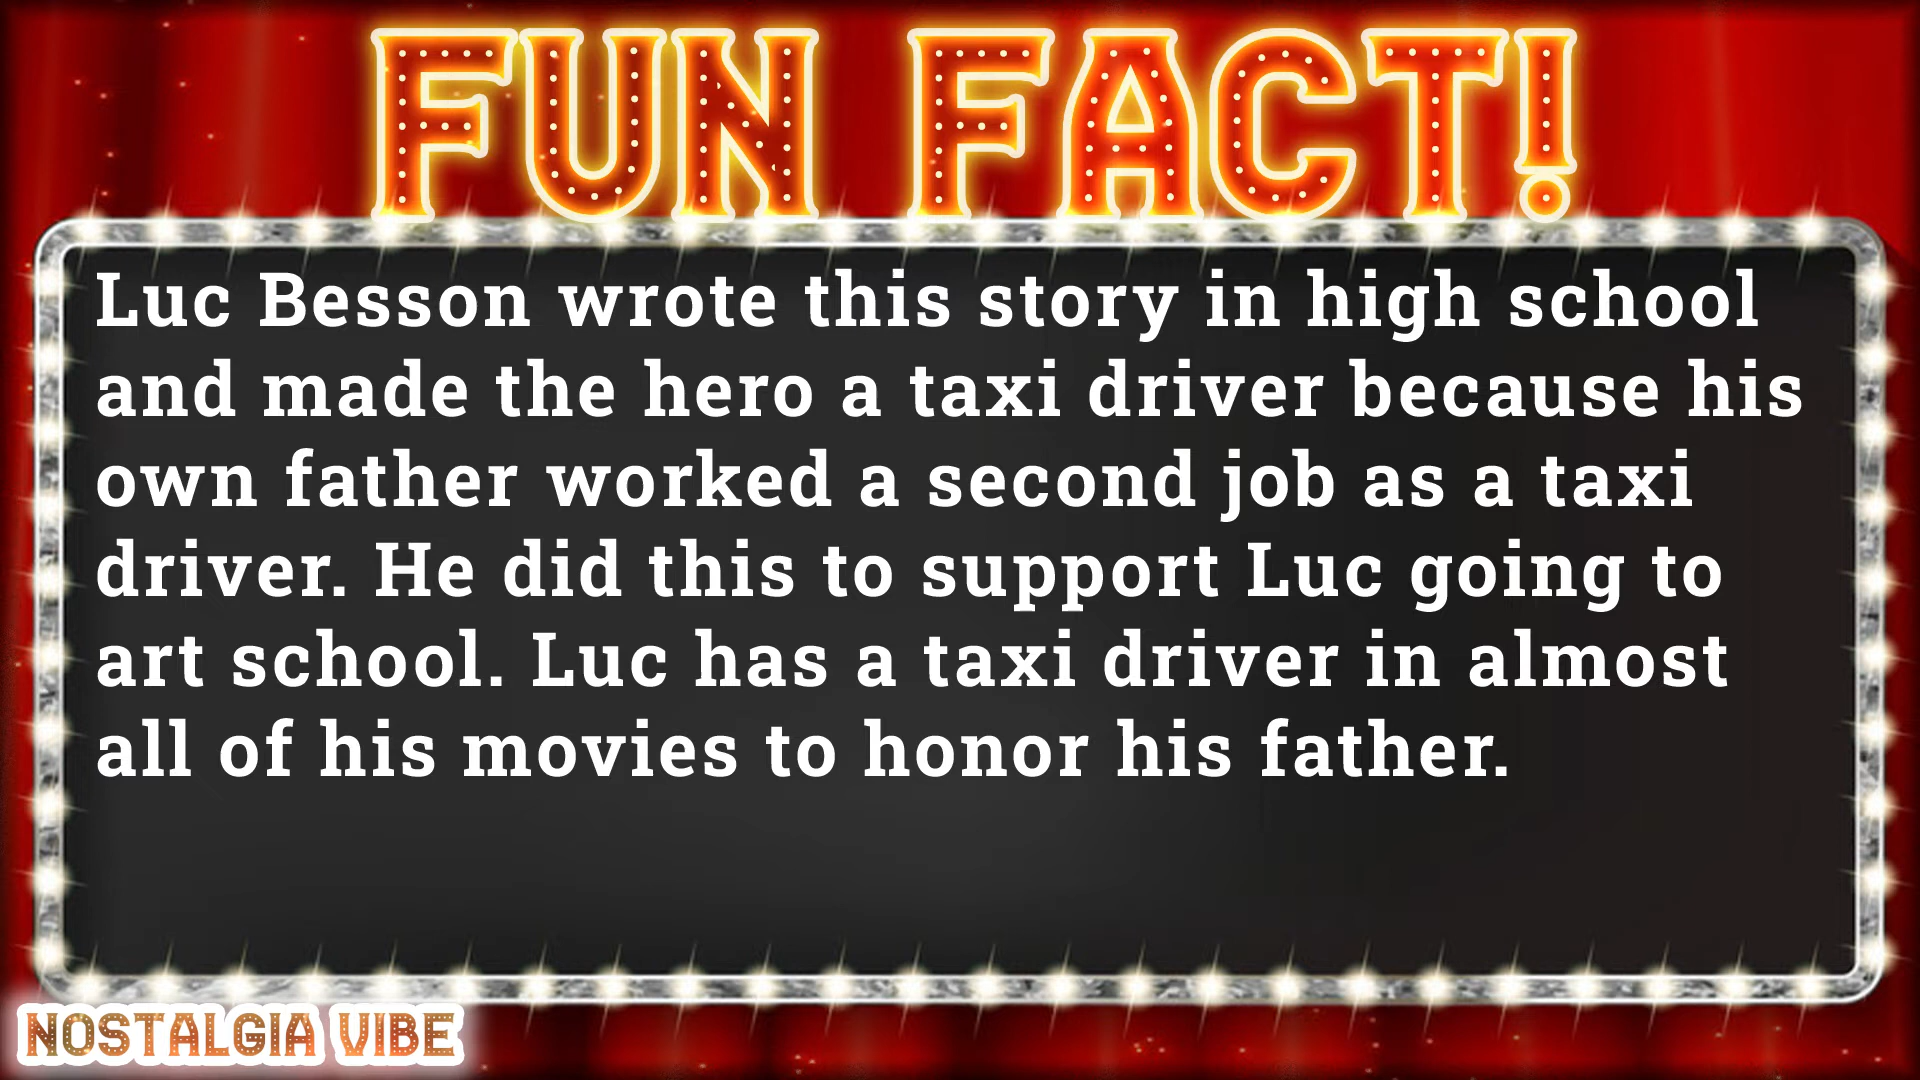 FUN FACT!
Luc Besson wrote this story in high school
and made the hero a taxi driver because his
own father worked a second job as a taxi
driver. He did this to support Luc going to
art school. Luc has a taxi driver in almost
all of his movies to honor his father.
NOSTALGIA VIBE